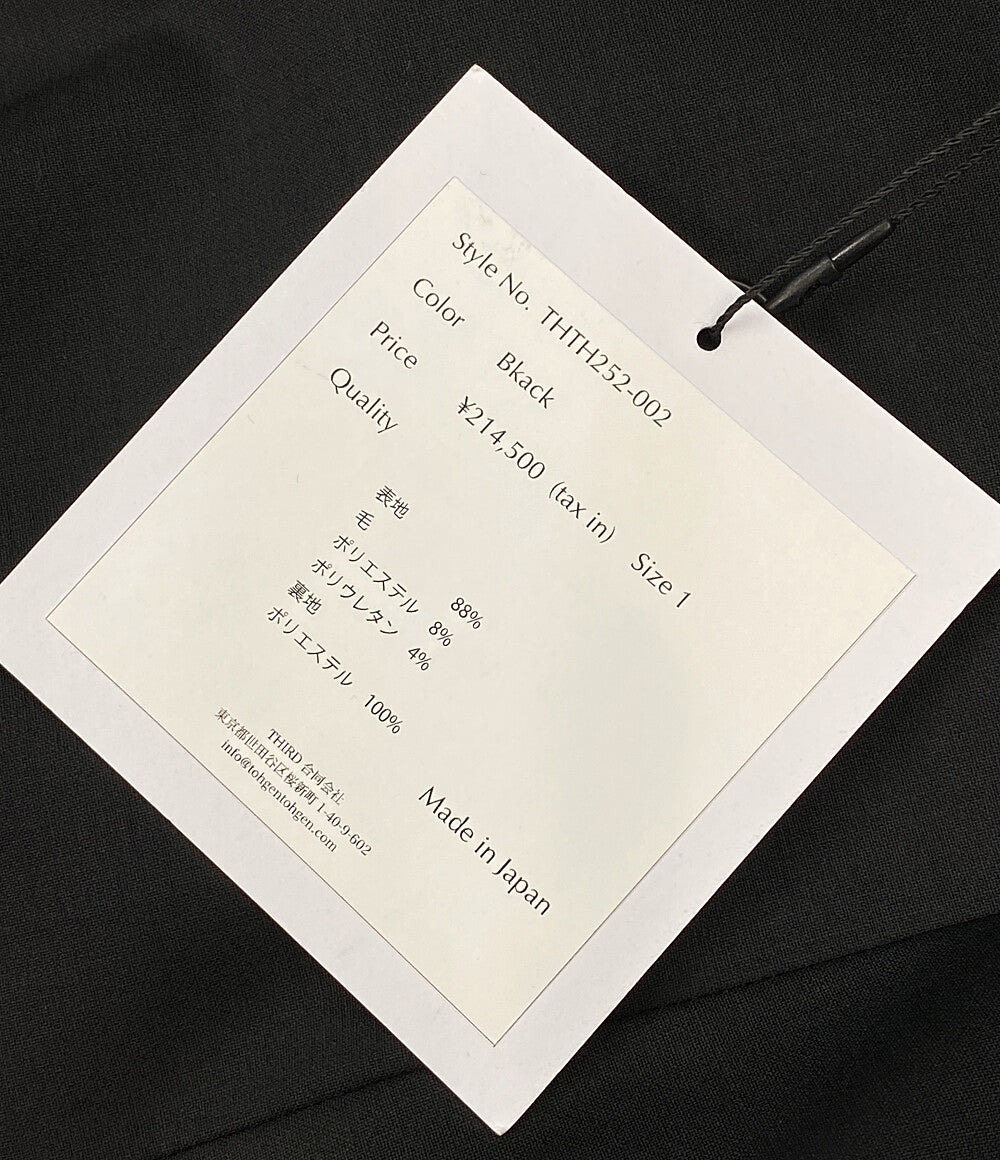 Style No. THTH252-002
Color Bkack
Price ¥214,500 (tax in) Size 1
Quality
表地
毛 88%
ポリエステル 8%
ポリウレタン 4%
裏地
ポリエステル 100%
Made in Japan
THIRD 合同会社
東京都世田谷区桜新町 1-40-9-602
info@tohgentohgen.com